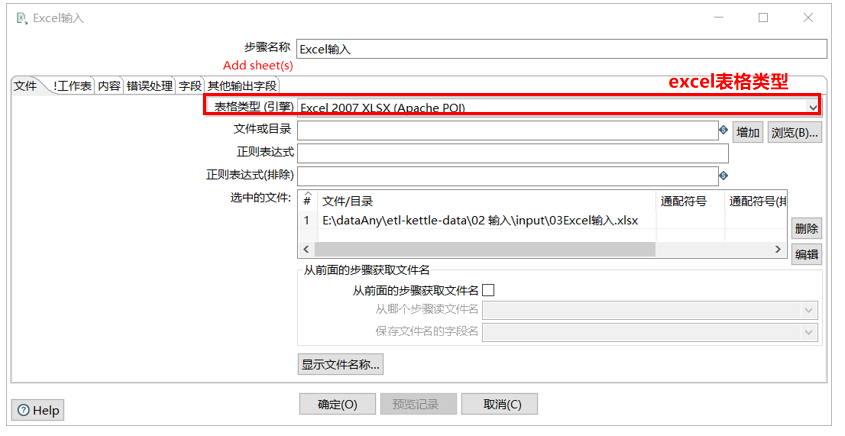 Excel输入
步骤名称 Excel输入
Add sheet(s)
文件 !工作表 内容 错误处理 字段 其他输出字段
excel表格类型
表格类型 (引擎) Excel 2007 XLSX (Apache POI)
文件或目录 增加 浏览(B)...
正则表达式
正则表达式(排除)
选中的文件: # 文件/目录 通配符号 通配符号(排
1 E:\dataAny\etl-kettle-data\02 输入\input\03Excel输入.xlsx
删除
编辑
从前面的步骤获取文件名
从前面的步骤获取文件名
从哪个步骤读文件名
保存文件名的字段名
显示文件名称...
Help 确定(O) 预览记录 取消(C)